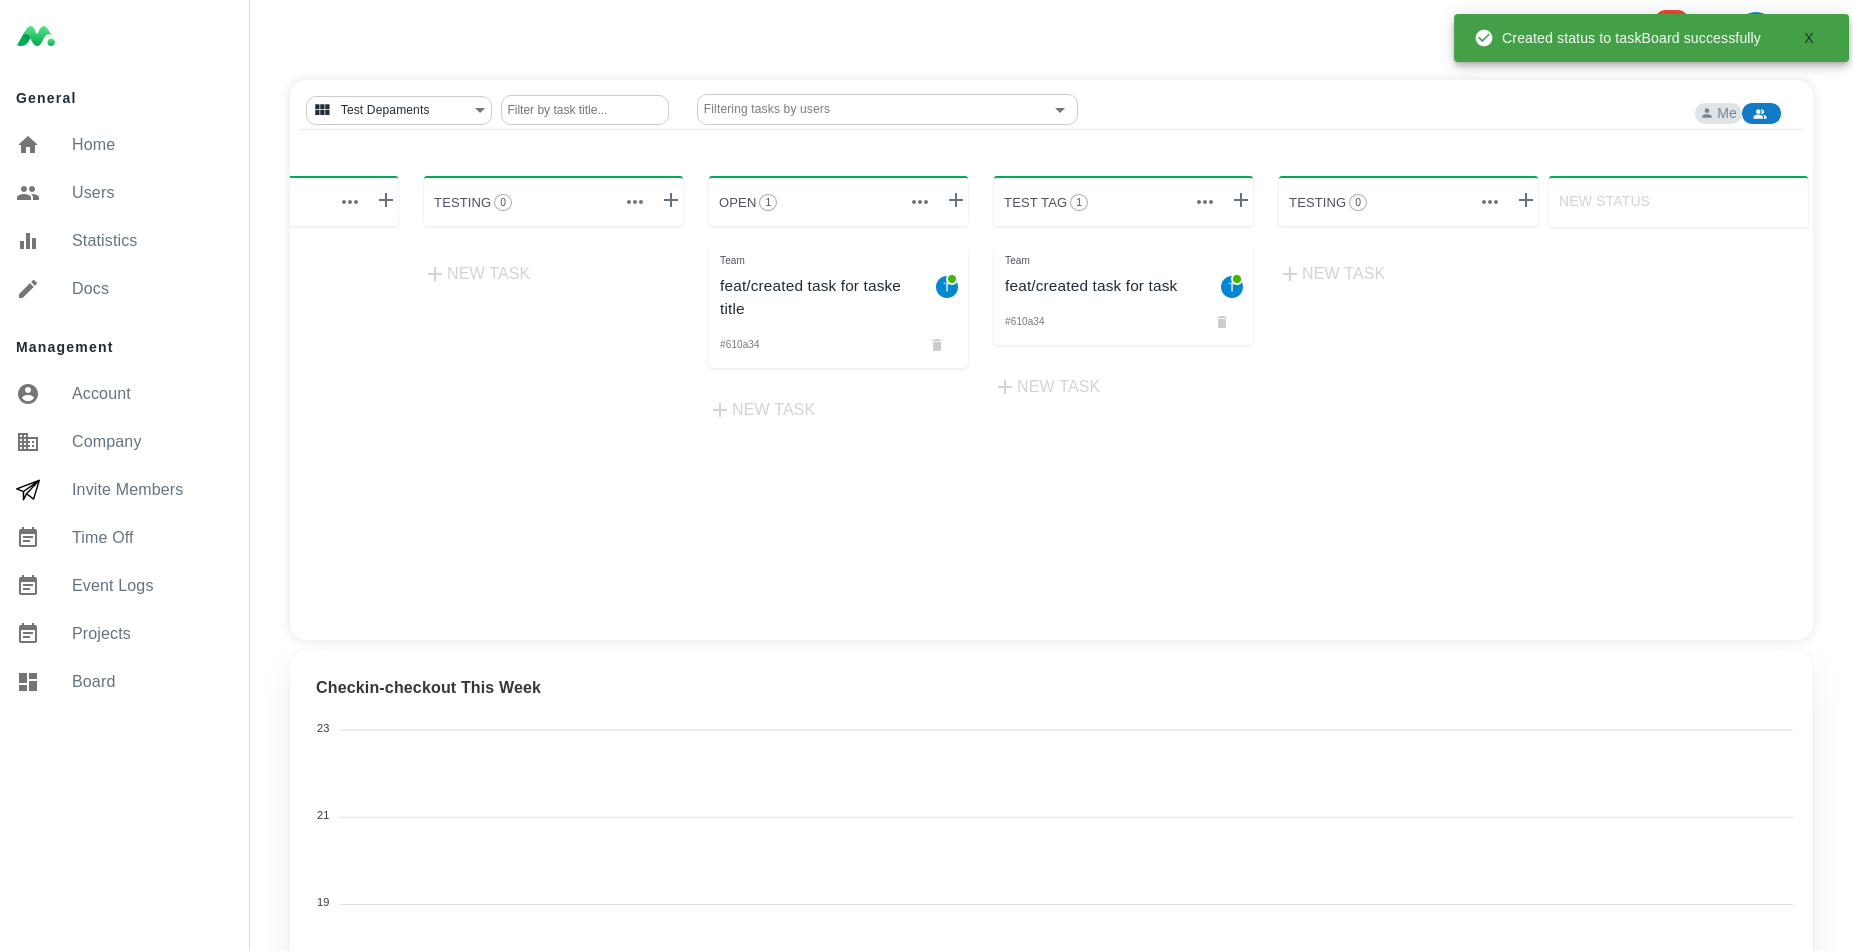 Created status to taskBoard successfully X
General
Home
Users
Statistics
Docs
Management
Account
Company
Invite Members
Time Off
Event Logs
Projects
Board
Test Depaments
Filter by task title...
Filtering tasks by users
Me
TESTING 0
OPEN 1
TEST TAG 1
TESTING 0
NEW STATUS
NEW TASK
Team
feat/created task for taske
title
T
#610a34
NEW TASK
Team
feat/created task for task
T
#610a34
NEW TASK
NEW TASK
Checkin-checkout This Week
23
21
19